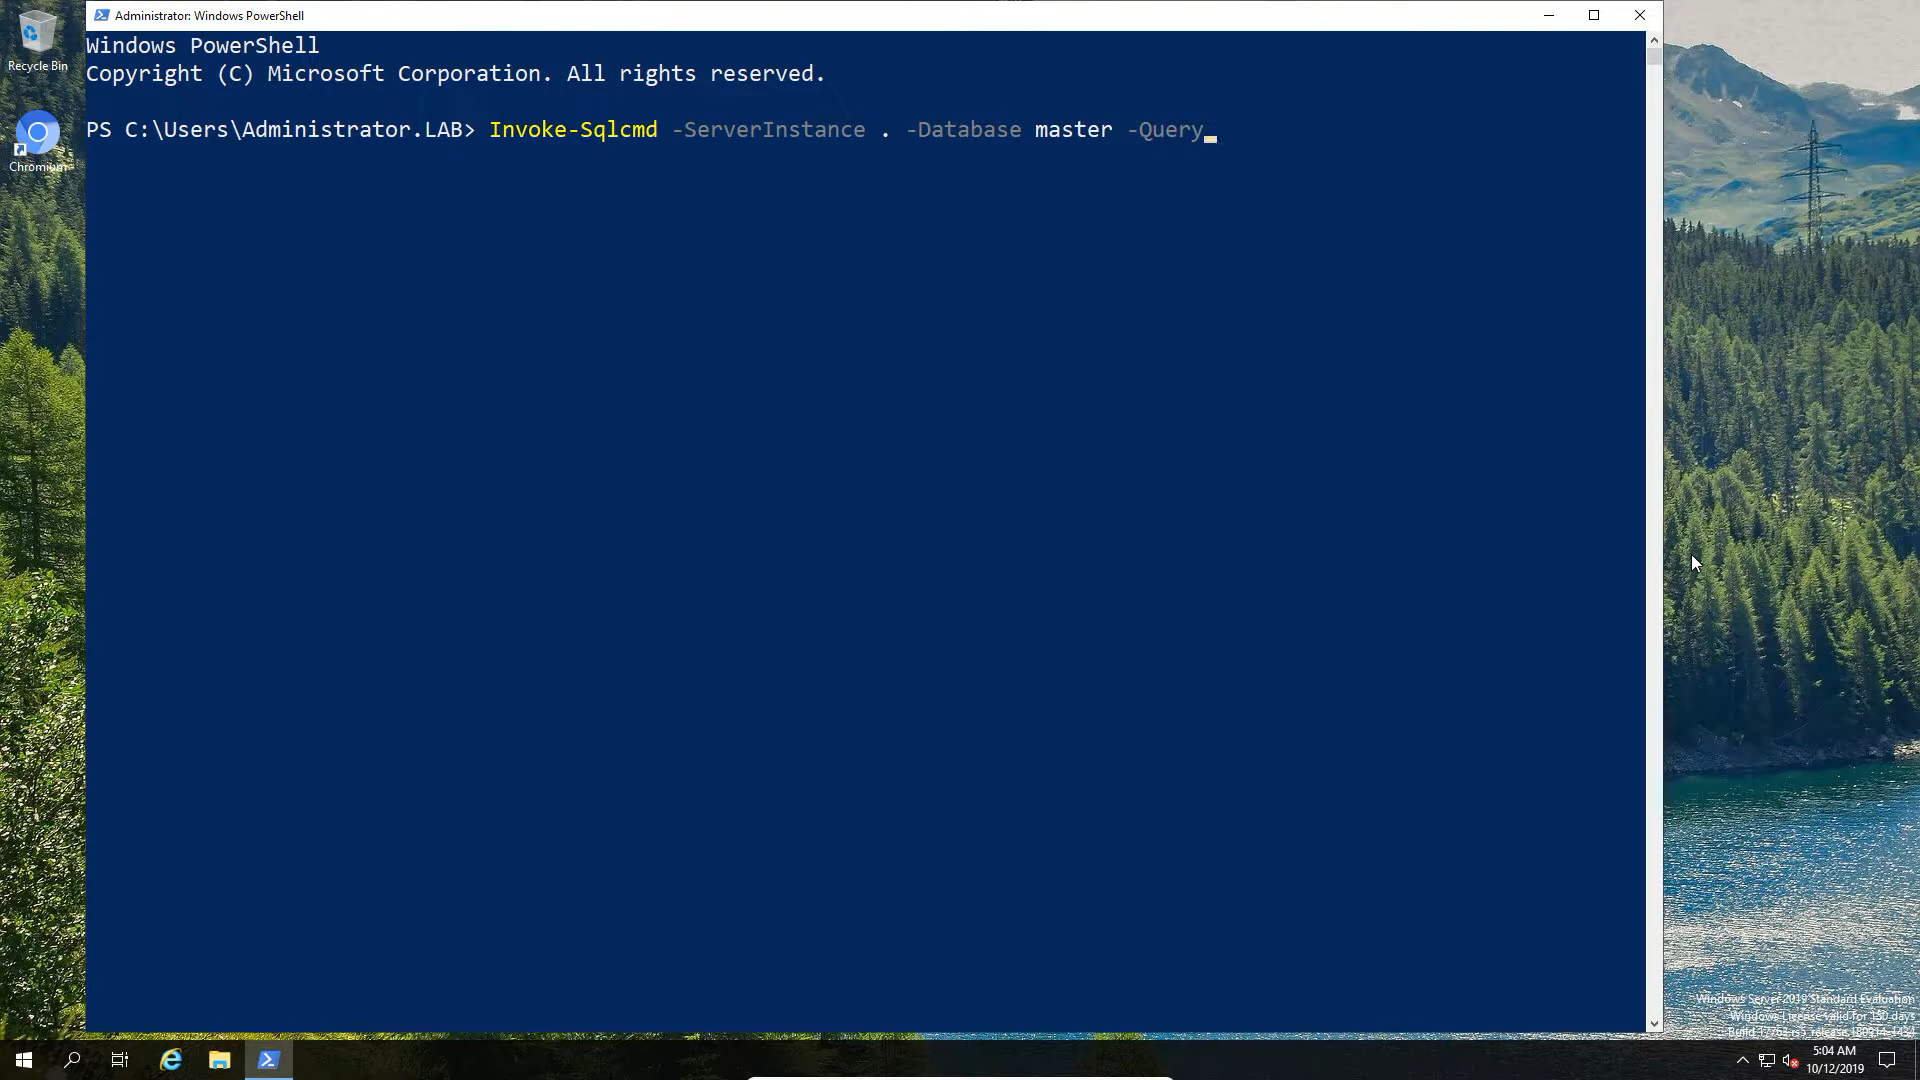 Administrator: Windows PowerShell
Recycle Bin
Chromium
Windows PowerShell
Copyright (C) Microsoft Corporation. All rights reserved.
PS C:\Users\Administrator.LAB> Invoke-Sqlcmd -ServerInstance . -Database master -Query
Windows Server 2019 Standard Evaluation
Windows License valid for 180 days
Build 17763.rs5_release.180914-1434
5:04 AM
10/12/2019